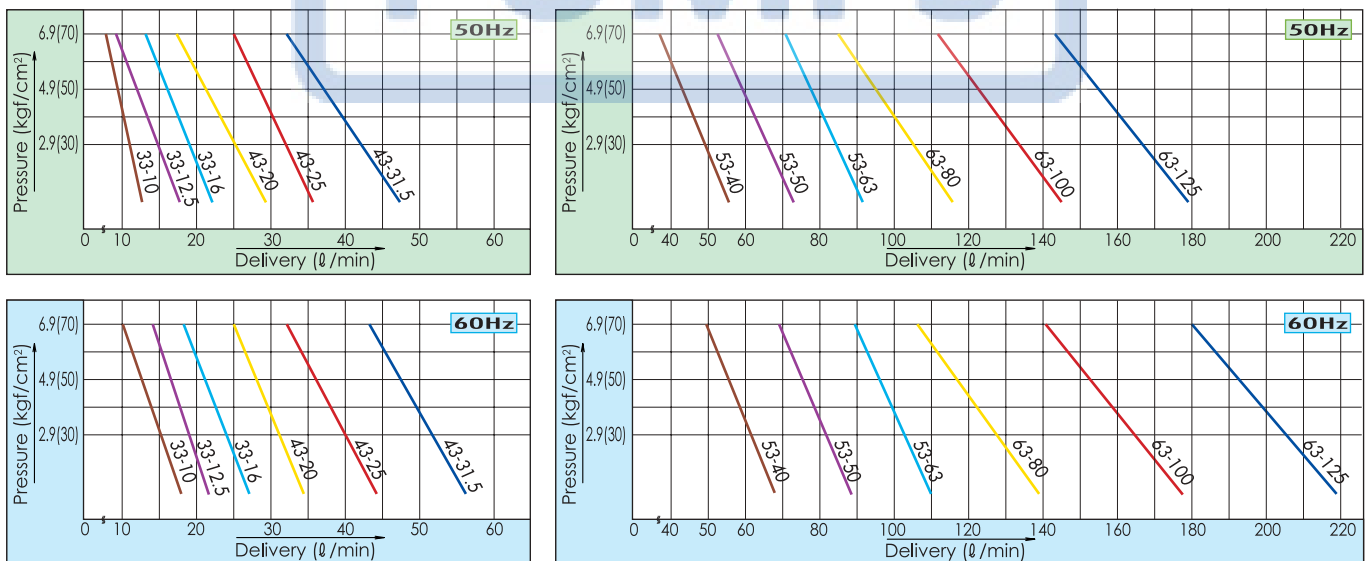 50Hz
Pressure (kgf/cm²)
6.9(70)
4.9(50)
2.9(30)
33-10
33-12.5
33-16
43-20
43-25
43-31.5
0 10 20 30 40 50 60
Delivery (ℓ/min)
50Hz
Pressure (kgf/cm²)
6.9(70)
4.9(50)
2.9(30)
53-40
53-50
53-63
63-80
63-100
63-125
0 40 50 60 80 100 120 140 160 180 200 220
Delivery (ℓ/min)
60Hz
Pressure (kgf/cm²)
6.9(70)
4.9(50)
2.9(30)
33-10
33-12.5
33-16
43-20
43-25
43-31.5
0 10 20 30 40 50 60
Delivery (ℓ/min)
60Hz
Pressure (kgf/cm²)
6.9(70)
4.9(50)
2.9(30)
53-40
53-50
53-63
63-80
63-100
63-125
0 40 50 60 80 100 120 140 160 180 200 220
Delivery (ℓ/min)